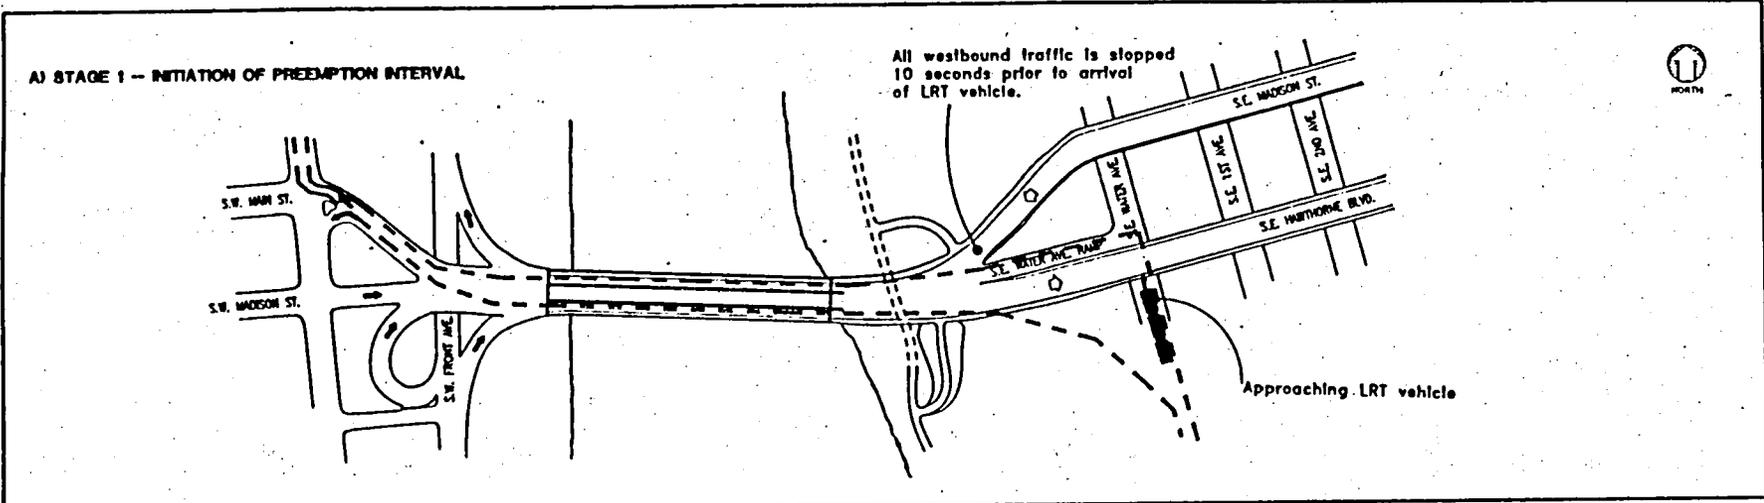 A) STAGE 1 -- INITIATION OF PREEMPTION INTERVAL
All westbound traffic is stopped
10 seconds prior to arrival
of LRT vehicle.
NORTH
S.E. MADISON ST.
S.E. WATER AVE.
S.E. 1ST AVE.
S.E. 2ND AVE.
S.W. MAIN ST.
S.E. HAWTHORNE BLVD.
S.E. WATER AVE. RAMP
S.W. MADISON ST.
S.W. FRONT AVE.
Approaching LRT vehicle